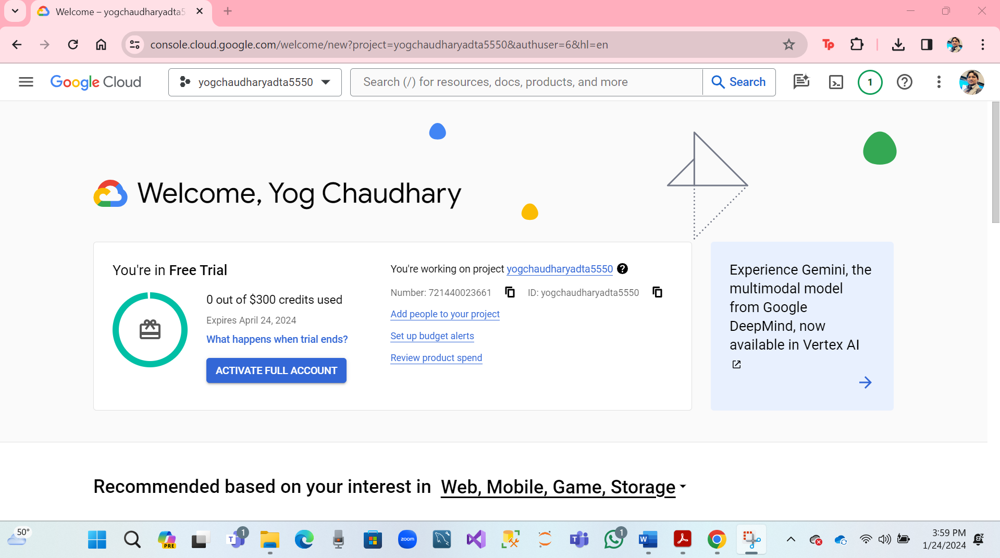 Welcome – yogchaudharyadta5
console.cloud.google.com/welcome/new?project=yogchaudharyadta5550&authuser=6&hl=en
Tp
Google Cloud
yogchaudharyadta5550
Search (/) for resources, docs, products, and more
Search
1
Welcome, Yog Chaudhary
You're in Free Trial
0 out of $300 credits used
Expires April 24, 2024
What happens when trial ends?
ACTIVATE FULL ACCOUNT
You're working on project yogchaudharyadta5550
Number: 721440023661
ID: yogchaudharyadta5550
Add people to your project
Set up budget alerts
Review product spend
Experience Gemini, the
multimodal model
from Google
DeepMind, now
available in Vertex AI
Recommended based on your interest in Web, Mobile, Game, Storage
50°
PRE
T
1
zoom
T
1
W
3:59 PM
1/24/2024